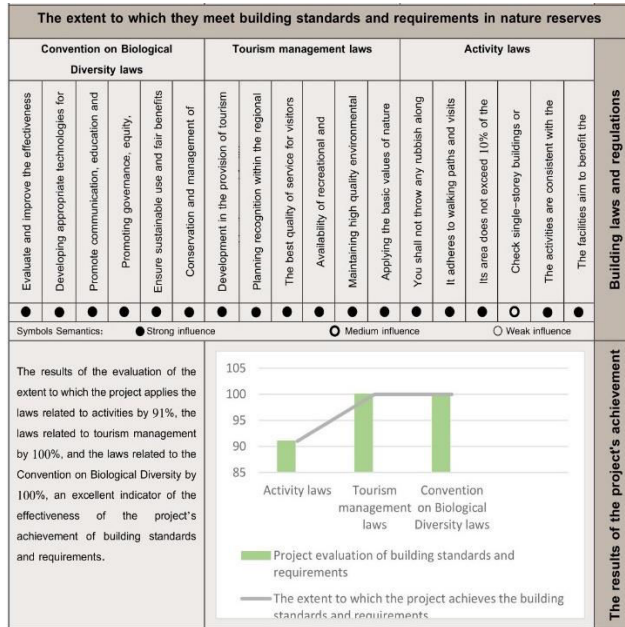 The extent to which they meet building standards and requirements in nature reserves
Convention on Biological
Diversity laws
Tourism management laws
Activity laws
Building laws and regulations
Evaluate and improve the effectiveness
Developing appropriate technologies for
Promote communication, education and
Promoting governance, equity,
Ensure sustainable use and fair benefits
Conservation and management of
Development in the provision of tourism
Planning recognition within the regional
The best quality of service for visitors
Availability of recreational and
Maintaining high quality environmental
Applying the basic values of nature
You shall not throw any rubbish along
It adheres to walking paths and visits
Its area does not exceed 10% of the
Check single-storey buildings or
The activities are consistent with the
The facilities aim to benefit the
Symbols Semantics:
Strong influence
Medium influence
Weak influence
The results of the evaluation of the
extent to which the project applies the
laws related to activities by 91%, the
laws related to tourism management
by 100%, and the laws related to the
Convention on Biological Diversity by
100%, an excellent indicator of the
effectiveness of the project's
achievement of building standards
and requirements.
105
100
95
90
85
Activity laws
Tourism
management
laws
Convention
on Biological
Diversity laws
Project evaluation of building standards and
requirements
The extent to which the project achieves the building
standards and requirements
The results of the project's achievement